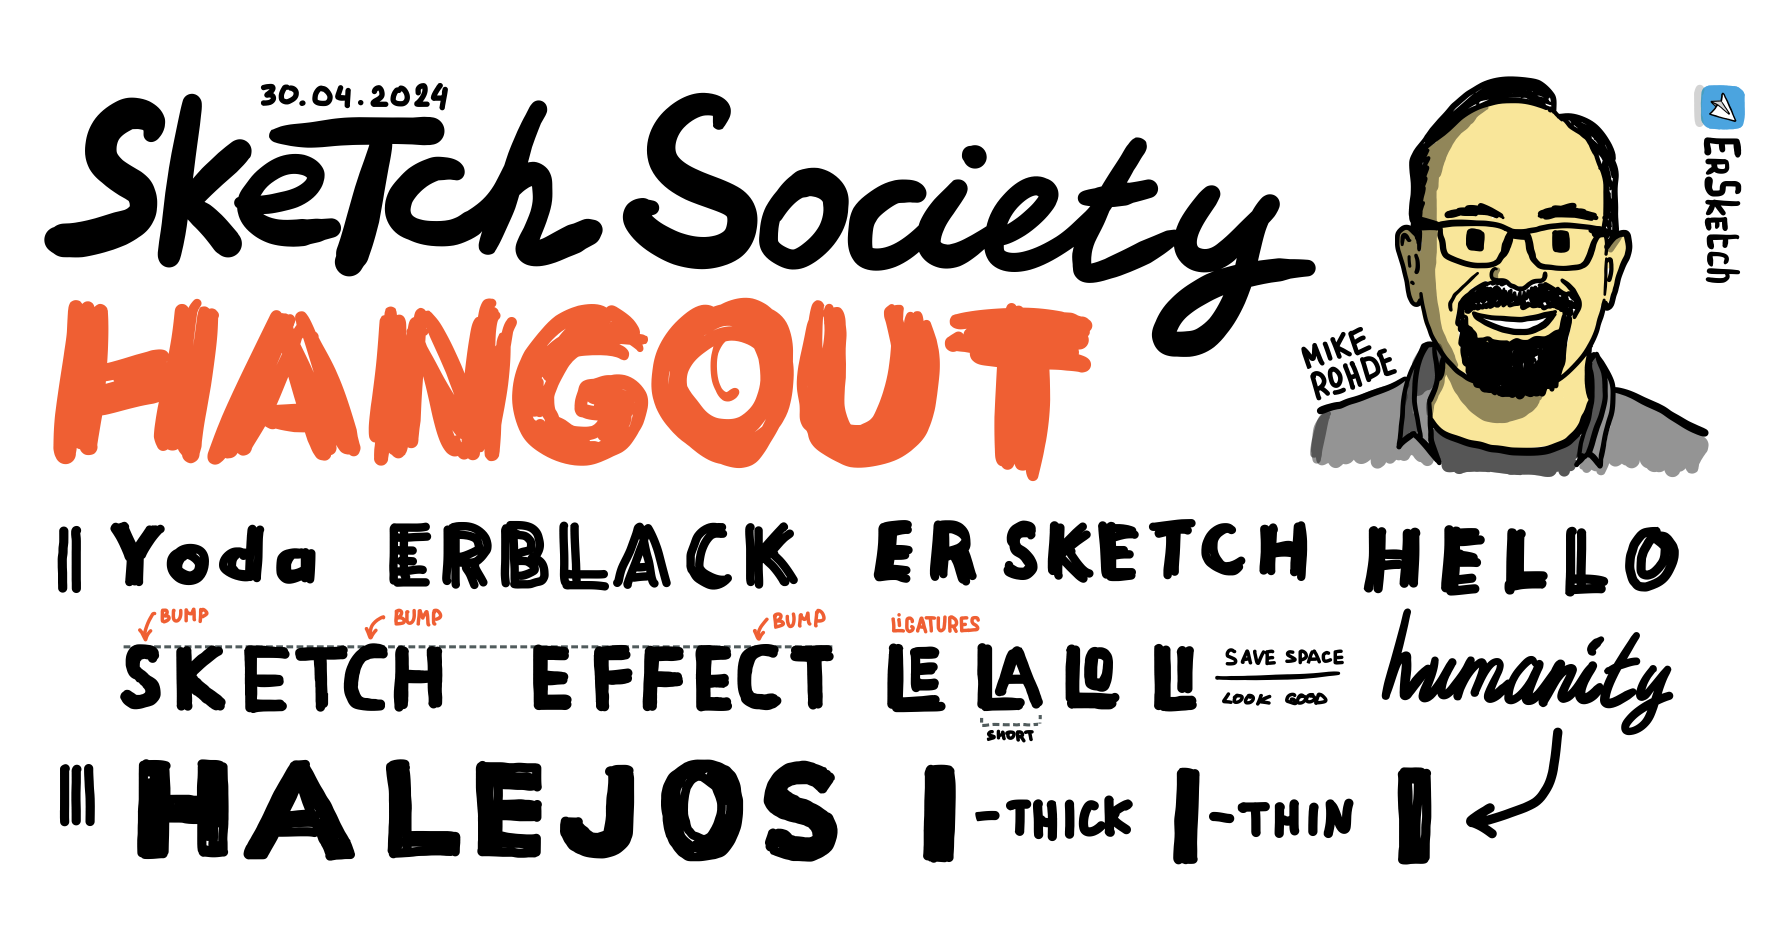 30.04.2024
SkeTch Society
HANGOUT
MIKE
ROHDE
ErSketch
Yoda ERBLACK ER SKETCH HELLO
BUMP BUMP BUMP LiGATURES
SKETCH EFFECT LE LA LO LI SAVE SPACE humanity
LOOK GOOD
SHORT
HALEJOS I-THICK I-THIN I